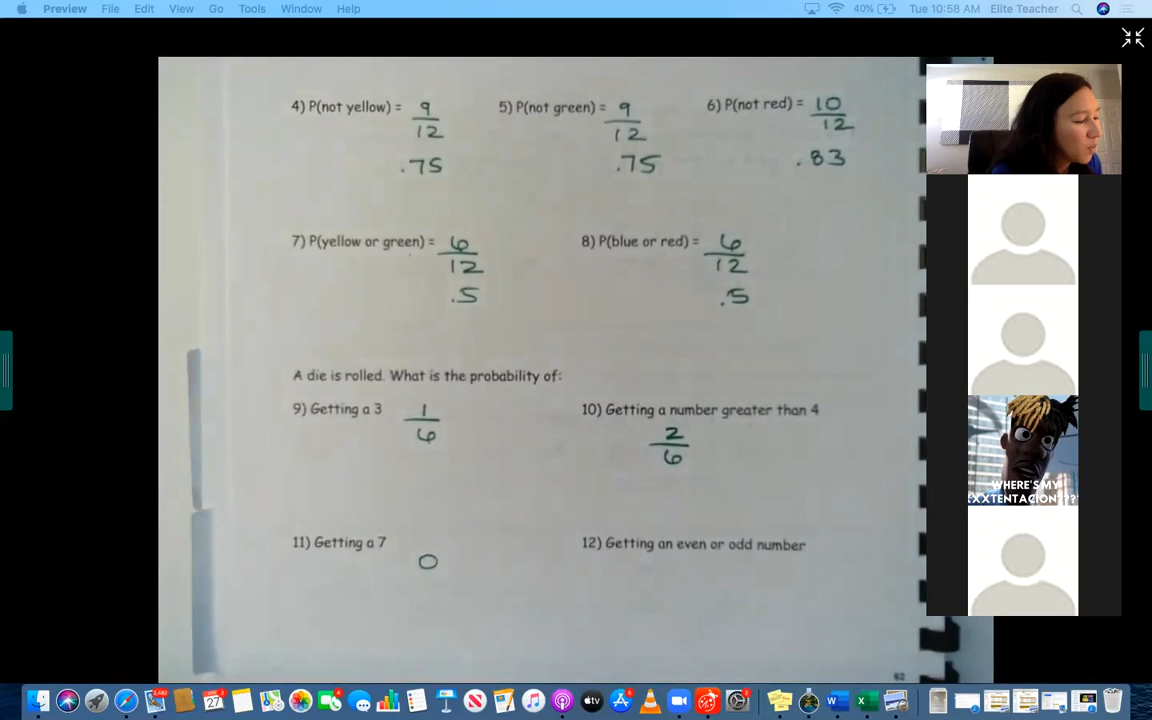 Preview File Edit View Go Tools Window Help 40% Tue 10:58 AM Elite Teacher
4) P(not yellow) = 9/12
.75
5) P(not green) = 9/12
.75
6) P(not red) = 10/12
.83
7) P(yellow or green) = 6/12
.5
8) P(blue or red) = 6/12
.5
A die is rolled. What is the probability of:
9) Getting a 3 1/6
10) Getting a number greater than 4
2/6
11) Getting a 7
0
12) Getting an even or odd number
62
WHERE'S MY
XXXTENTACION???
27
tv
W
X